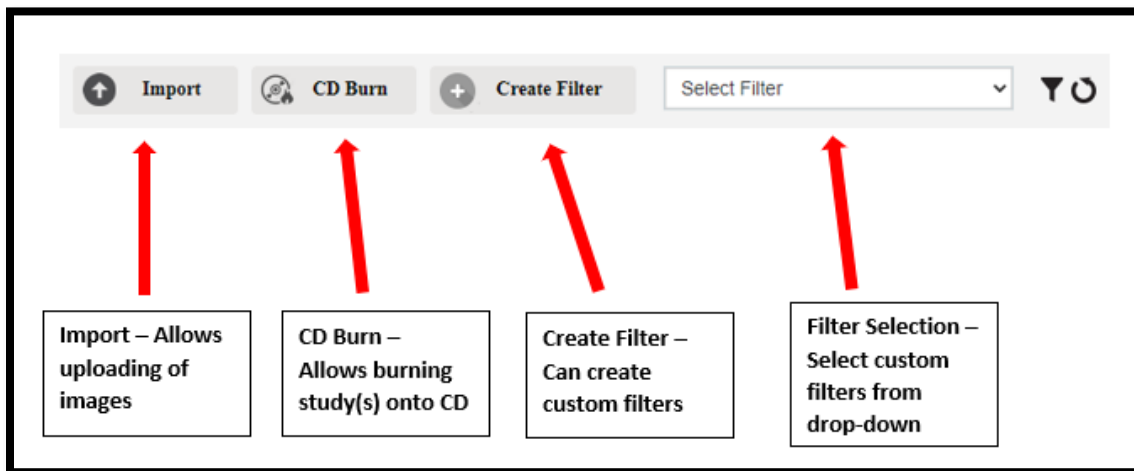 Import
CD Burn
Create Filter
Select Filter
Import – Allows
uploading of
images
CD Burn –
Allows burning
study(s) onto CD
Create Filter –
Can create
custom filters
Filter Selection –
Select custom
filters from
drop-down